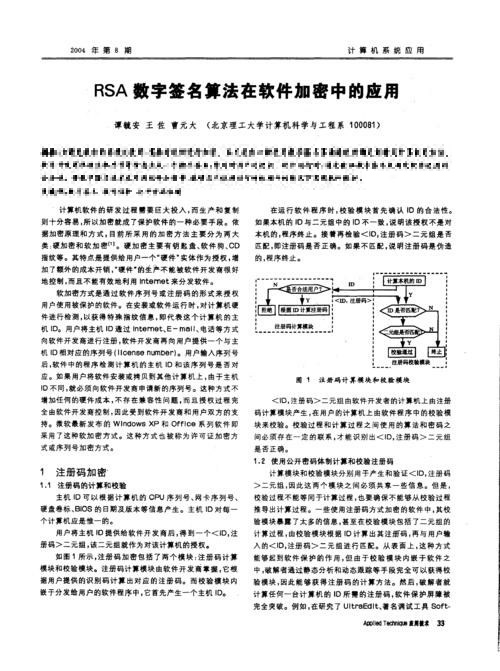 2004 年 第 8 期
计 算 机 系 统 应 用
RSA 数字签名算法在软件加密中的应用
谭毓安 王 佐 曹元大 （北京理工大学计算机科学与工程系 100081）
计算机软件的研发过程需要巨大投入,而生产和复制
则十分容易,所以加密就成了保护软件的一种必要手段。依
据加密原理和方式,目前所采用的加密方法主要分为两大
类:硬加密和软加密[1]。硬加密主要有钥匙盘、软件狗、CD
指纹等。其特点是提供给用户一个“硬件”实体作为授权,增
加了额外的成本开销,“硬件”的生产不能被软件开发商很好
地控制,而且不能有效地利用 Internet 来分发软件。
软加密方式是通过软件序列号或注册码的形式来授权
用户使用被保护的软件。在安装或软件运行时,对计算机硬
件进行检测,以获得特殊指纹信息,即代表这个计算机的主
机 ID。用户将主机 ID 通过 Internet、E-mail、电话等方式
向软件开发商进行注册,软件开发商再向用户提供一个与主
机 ID 相对应的序列号(license number)。用户输入序列号
后,软件中的程序检测计算机的主机 ID 和该序列号是否对
应。如果用户将软件安装或拷贝到其他计算机上,由于主机
ID 不同,就必须向软件开发商申请新的序列号。这种方式不
增加任何的硬件成本,不存在兼容性问题,而且授权过程完
全由软件开发商控制,因此受到软件开发商和用户双方的支
持。微软最新发布的 Windows XP 和 Office 系列软件即
采用了这种软加密方式。这种方式也被称为许可证加密方
式或序列号加密方式。
1 注册码加密
1.1 注册码的计算和校验
主机 ID 可以根据计算机的 CPU 序列号、网卡序列号、
硬盘卷标、BIOS 的日期及版本等信息产生。主机 ID 对每一
个计算机应是惟一的。
用户将主机 ID 提供给软件开发商后,得到一个<ID,注
册码>二元组,该二元组就作为对该计算机的授权。
如图 1 所示,注册码加密包括了两个模块:注册码计算
模块和校验模块。注册码计算模块由软件开发商掌握,它根
据用户提供的识别码计算出对应的注册码。而校验模块内
嵌于分发给用户的软件程序中,它首先产生一个主机 ID。
在运行软件程序时,校验模块首先确认 ID 的合法性。
如果本机的 ID 与二元组中的 ID 不一致,说明该授权不是对
本机的,程序终止。接着再检验<ID,注册码>二元组是否
匹配,即注册码是否正确。如果不匹配,说明注册码是伪造
的,程序终止。
是否合法用户?
N
Y
ID
拒绝
根据 ID 计算注册码
<ID, 注册码>
注册码计算模块
计算本机的 ID
ID 是否匹配?
N
Y
二元组是否匹配?
N
Y
校验通过
终止
注册码校验模块
图 1 注册码计算模块和校验模块
<ID,注册码>二元组由软件开发者的计算机上由注册
码计算模块产生,在用户的计算机上由软件程序中的校验模
块来校验。校验过程和计算过程之间使用的算法和密码之
间必须存在一定的联系,才能识别出<ID,注册码>二元组
是否正确。
1.2 使用公开密码体制计算和校验注册码
计算模块和校验模块分别用于产生和验证<ID,注册码
>二元组,因此这两个模块之间必须共享一些信息。但是,
校验过程不能等同于计算过程,也要确保不能够从校验过程
推导出计算过程。一些使用注册码方式加密的软件中,其校
验模块暴露了太多的信息,甚至在校验模块包括了二元组的
计算过程,由校验模块根据 ID 计算出其注册码,再与用户输
入的<ID,注册码>二元组进行匹配。从表面上,这种方式
能够起到软件保护的作用,但由于校验模块内嵌于软件之
中,破解者通过静态分析和动态跟踪等手段完全可以获得校
验模块,因此能够获得注册码的计算方法。然后,破解者就
计算任何一台计算机的 ID 所需的注册码,软件保护屏障被
完全突破。例如,在研究了 UltraEdit、著名调试工具 Soft-
Applied Technique 应用技术 33